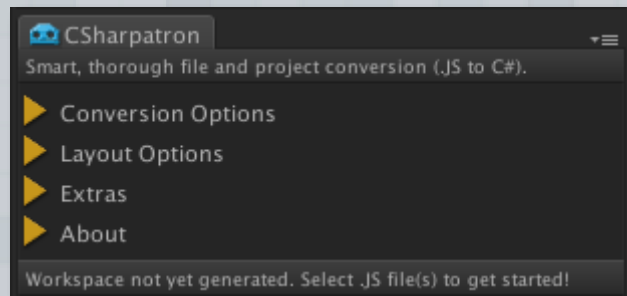 CSharpatron
Smart, thorough file and project conversion (.JS to C#).
Conversion Options
Layout Options
Extras
About
Workspace not yet generated. Select .JS file(s) to get started!